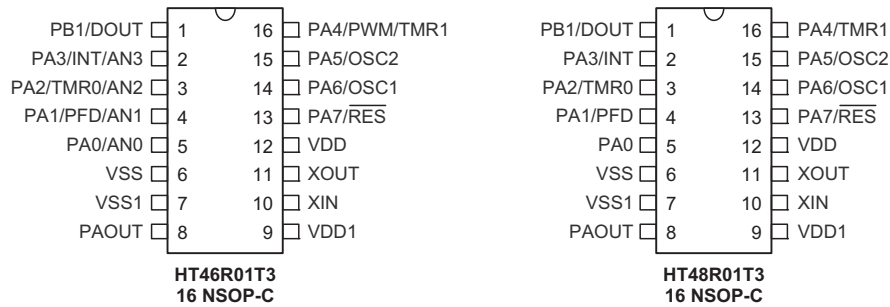 PB1/DOUT 1 16 PA4/PWM/TMR1
PA3/INT/AN3 2 15 PA5/OSC2
PA2/TMR0/AN2 3 14 PA6/OSC1
PA1/PFD/AN1 4 13 PA7/RES
PA0/AN0 5 12 VDD
VSS 6 11 XOUT
VSS1 7 10 XIN
PAOUT 8 9 VDD1
HT46R01T3
16 NSOP-C
PB1/DOUT 1 16 PA4/TMR1
PA3/INT 2 15 PA5/OSC2
PA2/TMR0 3 14 PA6/OSC1
PA1/PFD 4 13 PA7/RES
PA0 5 12 VDD
VSS 6 11 XOUT
VSS1 7 10 XIN
PAOUT 8 9 VDD1
HT48R01T3
16 NSOP-C